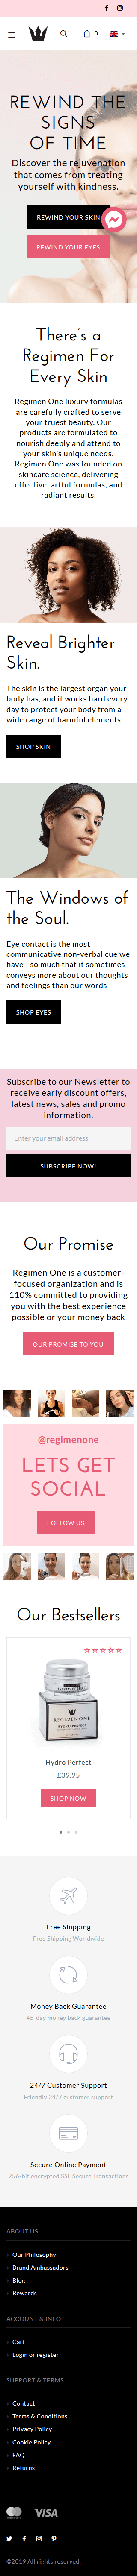 0
REWIND THE
SIGNS
OF TIME
Discover the rejuvenation
that comes from treating
yourself with kindness.
REWIND YOUR SKIN
REWIND YOUR EYES
There's a
Regimen For
Every Skin
Regimen One luxury formulas
are carefully crafted to serve
your trust beauty. Our
products are formulated to
nourish deeply and attend to
your skin's unique needs.
Regimen One was founded on
skincare science, delivering
effective, artful formulas, and
radiant results.
Reveal Brighter
Skin.
The skin is the largest organ your
body has, and it works hard every
day to protect your body from a
wide range of harmful elements.
SHOP SKIN
The Windows of
the Soul.
Eye contact is the most
communicative non-verbal cue we
have—so much that it sometimes
conveys more about our thoughts
and feelings than our words
SHOP EYES
Subscribe to our Newsletter to
receive early discount offers,
latest news, sales and promo
information.
Enter your email address
SUBSCRIBE NOW!
Our Promise
Regimen One is a customer-
focused organization and is
110% committed to providing
you with the best experience
possible or your money back
OUR PROMISE TO YOU
@regimenone
LETS GET
SOCIAL
FOLLOW US
Our Bestsellers
REGIMEN ONE
HYDRO PERFECT
Hydro Perfect
£39.95
SHOP NOW
Free Shipping
Free Shipping Worldwide
Money Back Guarantee
45-day money back guarantee
24/7 Customer Support
Friendly 24/7 customer support
Secure Online Payment
256-bit encrypted SSL Secure Transactions
ABOUT US
Our Philosophy
Brand Ambassadors
Blog
Rewards
ACCOUNT & INFO
Cart
Login or register
SUPPORT & TERMS
Contact
Terms & Conditions
Privacy Policy
Cookie Policy
FAQ
Returns
VISA
©2019 All rights reserved.